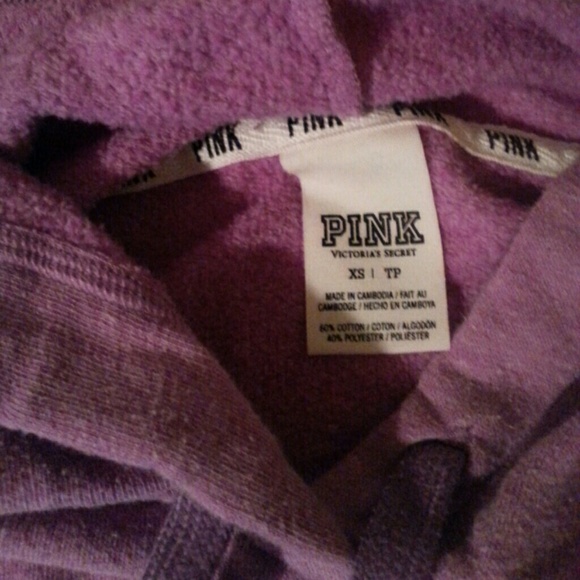 PINK
PINK
PINK
PINK
PINK
VICTORIA'S SECRET
XS | TP
MADE IN CAMBODIA / FAIT AU
CAMBODGE / HECHO EN CAMBOYA
60% COTTON / COTON / ALGODÓN
40% POLYESTER / POLIÉSTER